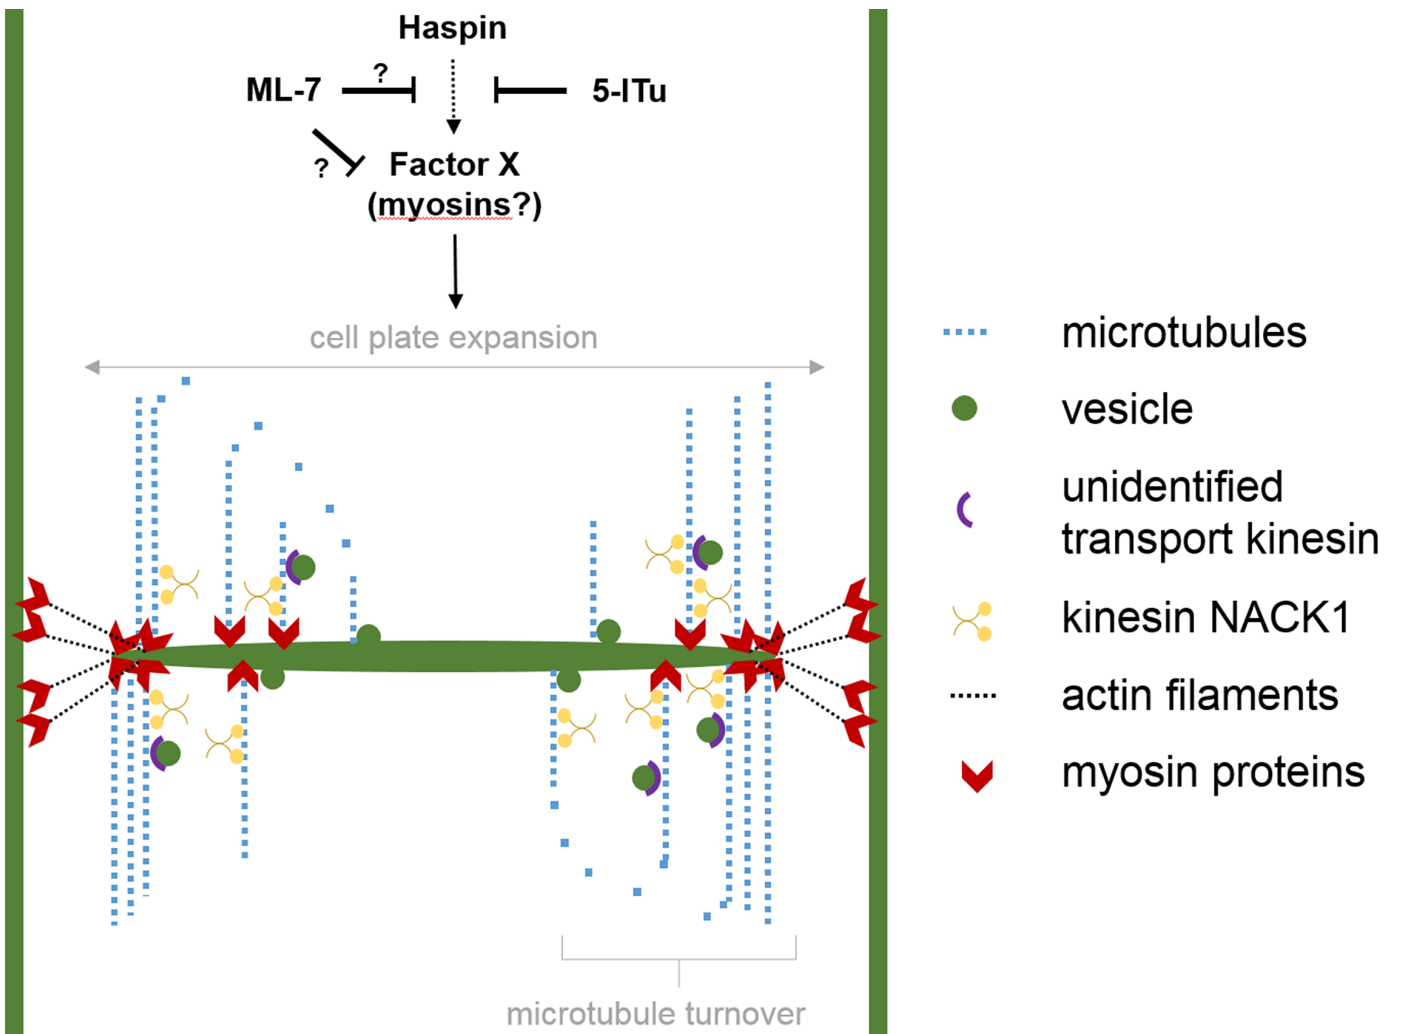 Haspin
ML-7
?
5-ITu
?
Factor X
(myosins?)
cell plate expansion
microtubules
vesicle
unidentified
transport kinesin
kinesin NACK1
actin filaments
myosin proteins
microtubule turnover